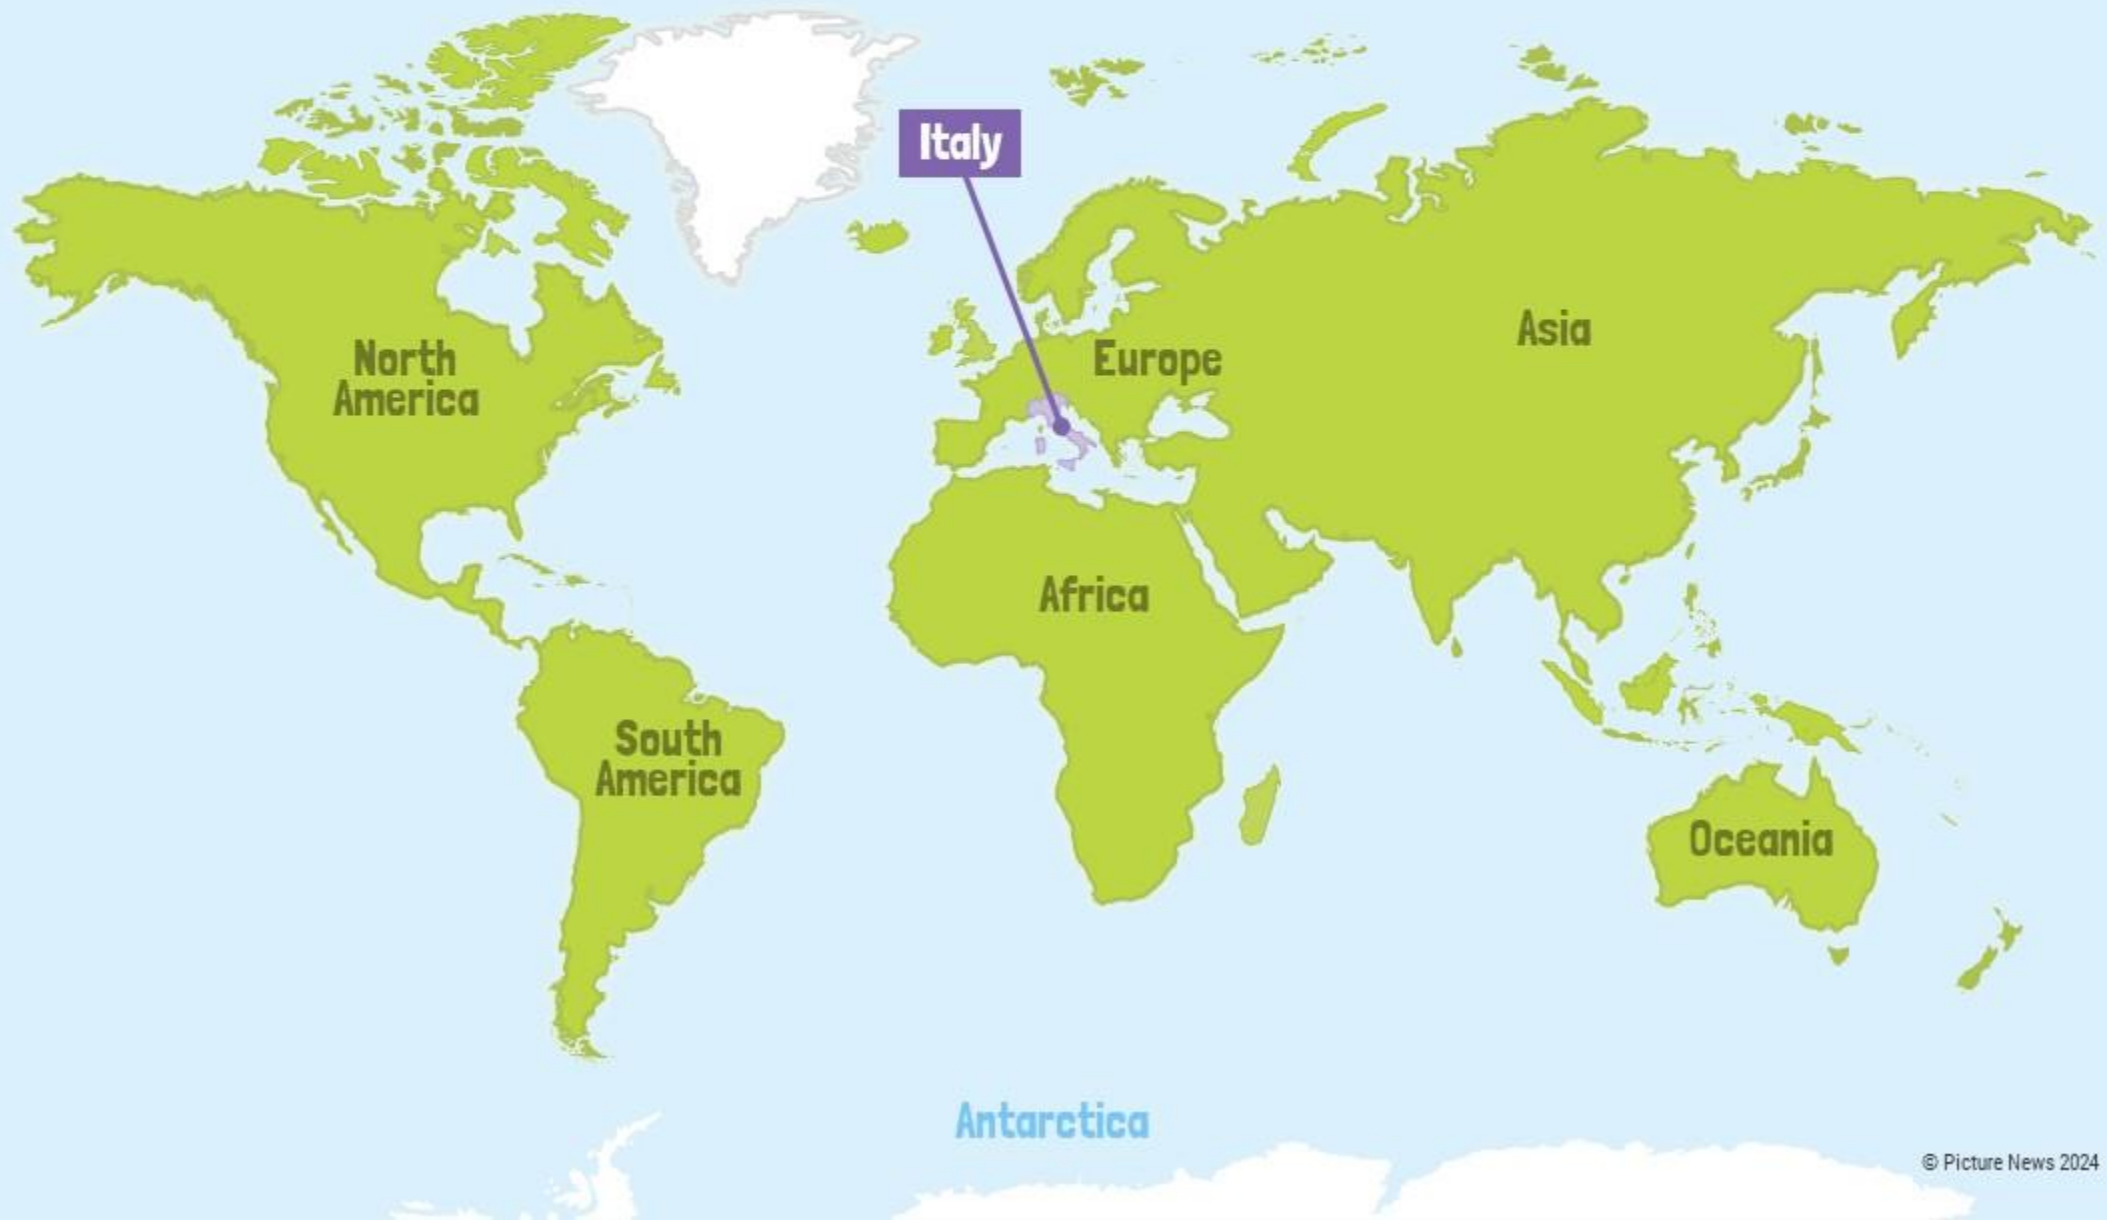 Italy
North
America
Europe
Asia
Africa
South
America
Oceania
Antarctica
© Picture News 2024